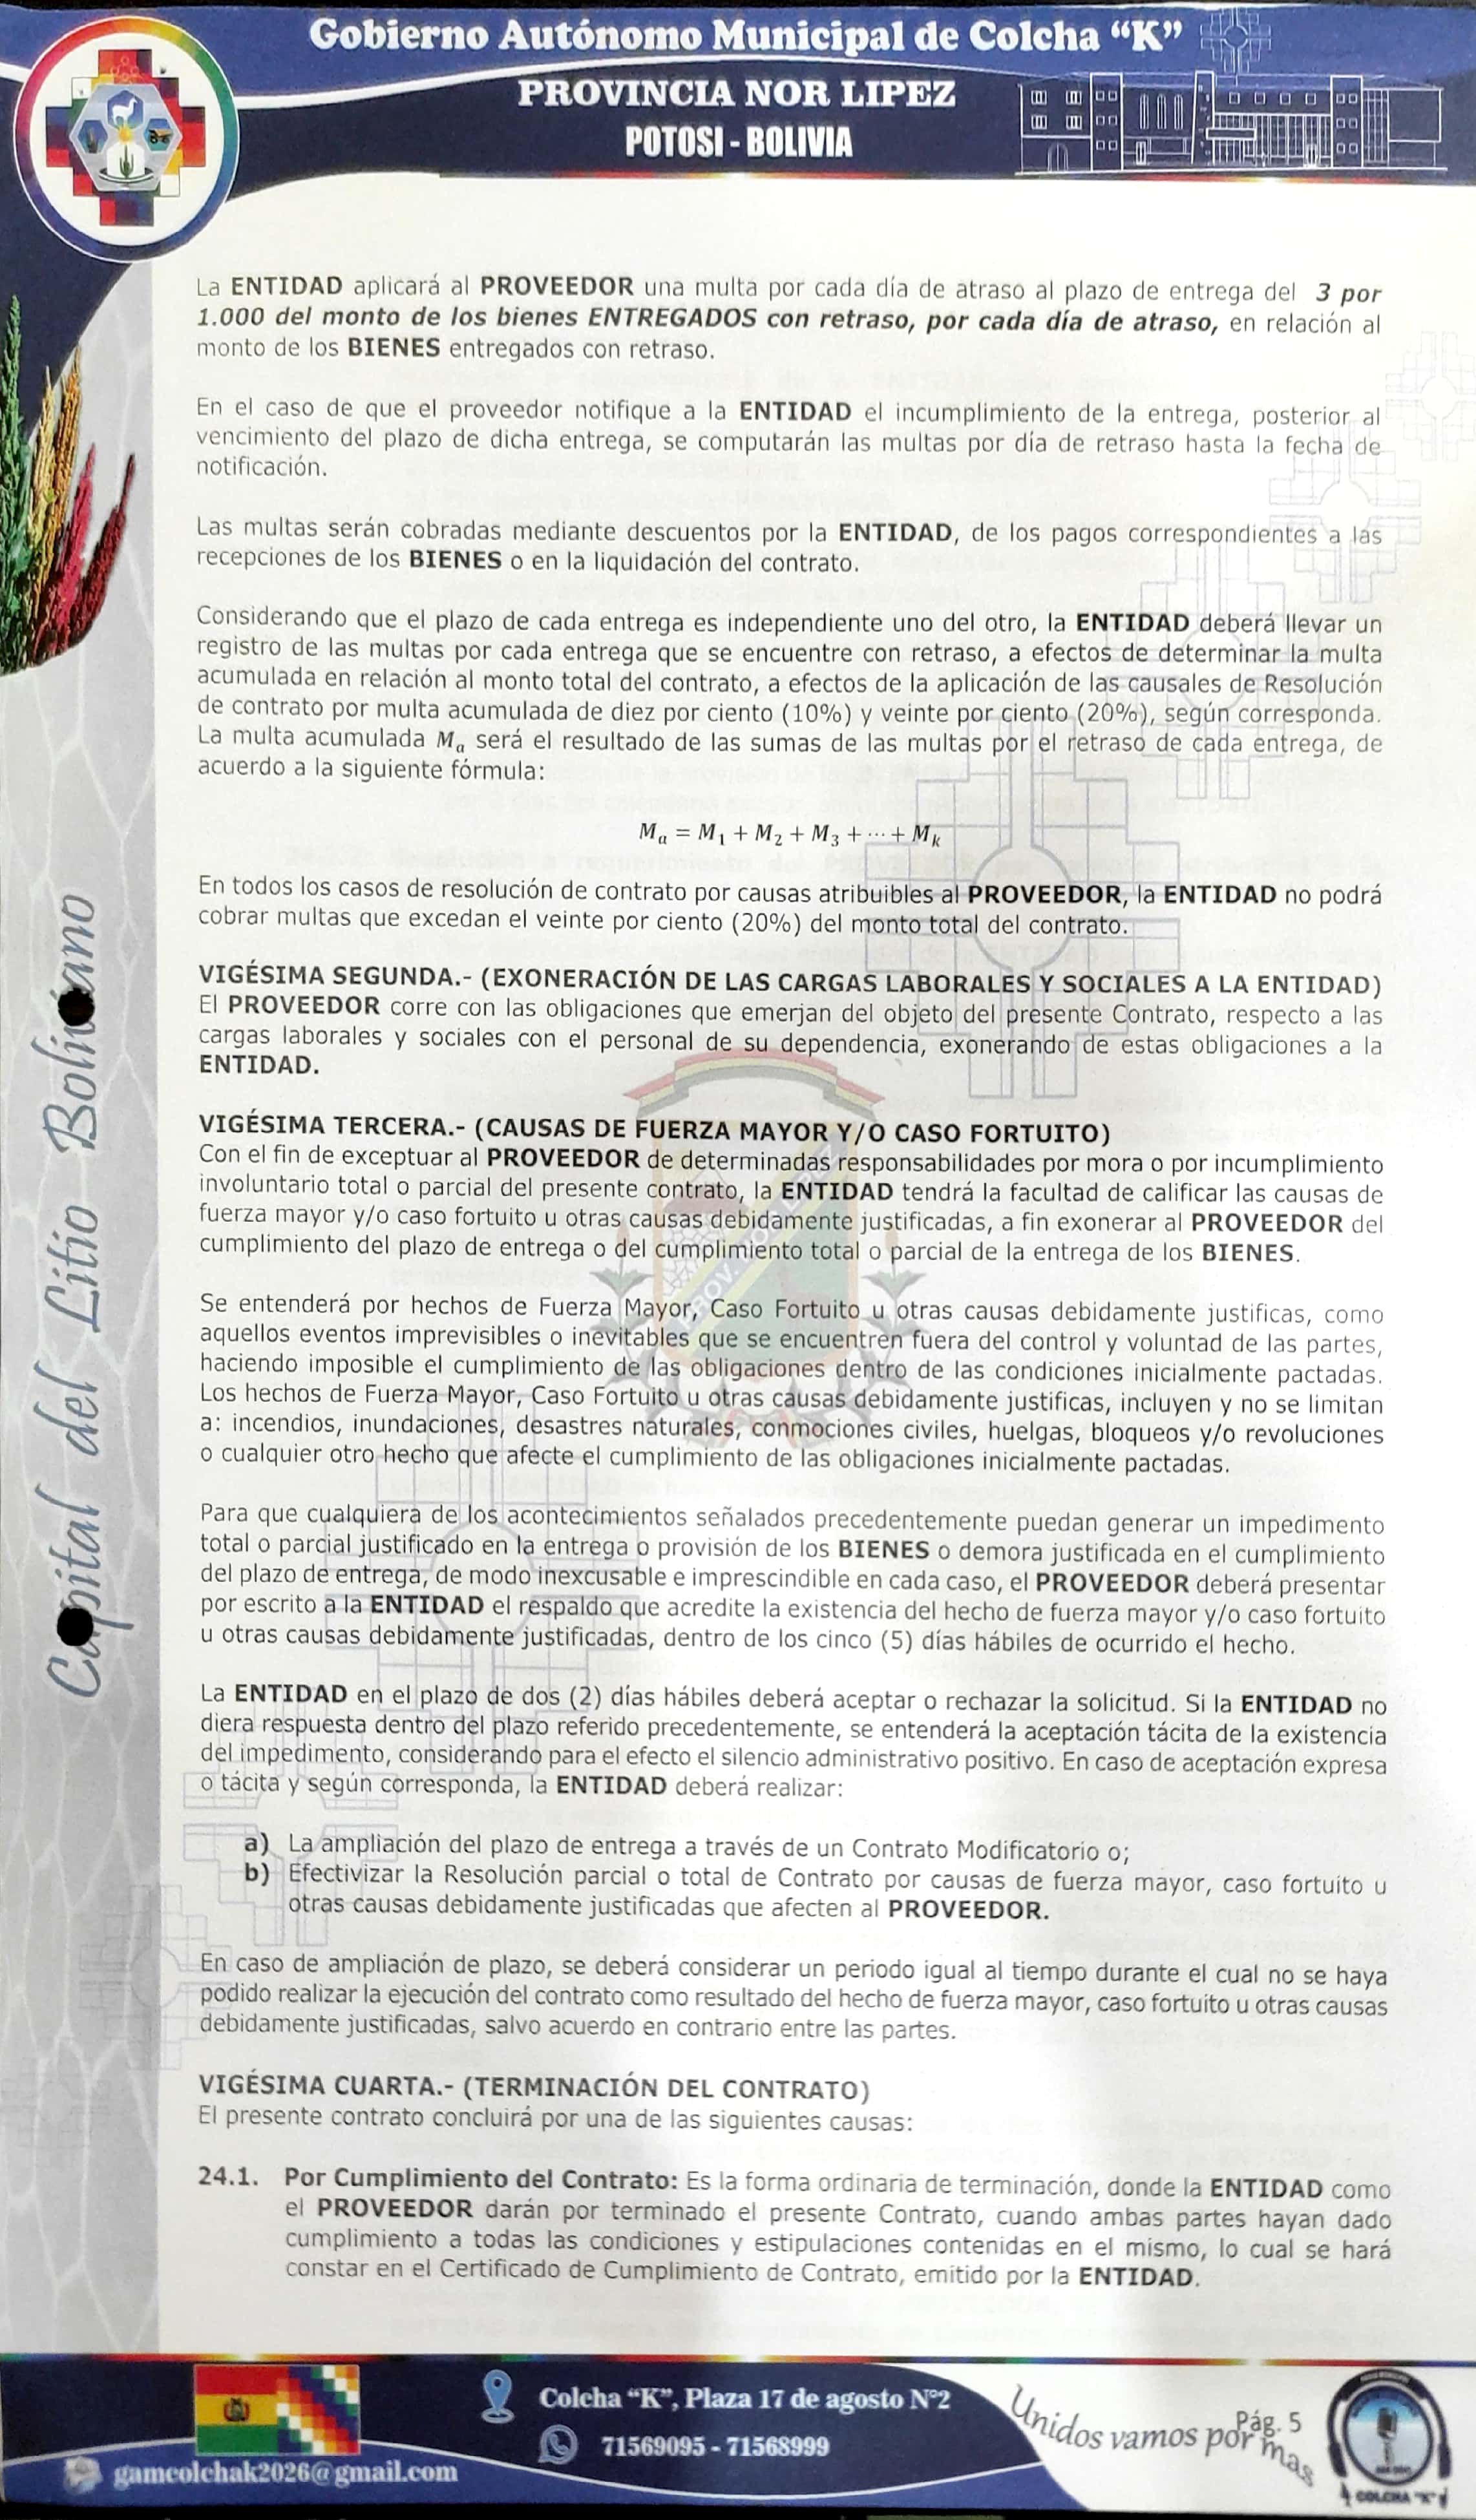 Gobierno Autónomo Municipal de Colcha “K”
PROVINCIA NOR LIPEZ
POTOSI - BOLIVIA
La ENTIDAD aplicará al PROVEEDOR una multa por cada día de atraso al plazo de entrega del 3 por
1.000 del monto de los bienes ENTREGADOS con retraso, por cada día de atraso, en relación al
monto de los BIENES entregados con retraso.
En el caso de que el proveedor notifique a la ENTIDAD el incumplimiento de la entrega, posterior al
vencimiento del plazo de dicha entrega, se computarán las multas por día de retraso hasta la fecha de
notificación.
Las multas serán cobradas mediante descuentos por la ENTIDAD, de los pagos correspondientes a las
recepciones de los BIENES o en la liquidación del contrato.
Considerando que el plazo de cada entrega es independiente uno del otro, la ENTIDAD deberá llevar un
registro de las multas por cada entrega que se encuentre con retraso, a efectos de determinar la multa
acumulada en relación al monto total del contrato, a efectos de la aplicación de las causales de Resolución
de contrato por multa acumulada de diez por ciento (10%) y veinte por ciento (20%), según corresponda.
La multa acumulada Mₐ será el resultado de las sumas de las multas por el retraso de cada entrega, de
acuerdo a la siguiente fórmula:
Mₐ = M₁ + M₂ + M₃ + ··· + Mₖ
En todos los casos de resolución de contrato por causas atribuibles al PROVEEDOR, la ENTIDAD no podrá
cobrar multas que excedan el veinte por ciento (20%) del monto total del contrato.
VIGÉSIMA SEGUNDA.- (EXONERACIÓN DE LAS CARGAS LABORALES Y SOCIALES A LA ENTIDAD)
El PROVEEDOR corre con las obligaciones que emerjan del objeto del presente Contrato, respecto a las
cargas laborales y sociales con el personal de su dependencia, exonerando de estas obligaciones a la
ENTIDAD.
VIGÉSIMA TERCERA.- (CAUSAS DE FUERZA MAYOR Y/O CASO FORTUITO)
Con el fin de exceptuar al PROVEEDOR de determinadas responsabilidades por mora o por incumplimiento
involuntario total o parcial del presente contrato, la ENTIDAD tendrá la facultad de calificar las causas de
fuerza mayor y/o caso fortuito u otras causas debidamente justificadas, a fin exonerar al PROVEEDOR del
cumplimiento del plazo de entrega o del cumplimiento total o parcial de la entrega de los BIENES.
Se entenderá por hechos de Fuerza Mayor, Caso Fortuito u otras causas debidamente justificas, como
aquellos eventos imprevisibles o inevitables que se encuentren fuera del control y voluntad de las partes,
haciendo imposible el cumplimiento de las obligaciones dentro de las condiciones inicialmente pactadas.
Los hechos de Fuerza Mayor, Caso Fortuito u otras causas debidamente justificas, incluyen y no se limitan
a: incendios, inundaciones, desastres naturales, conmociones civiles, huelgas, bloqueos y/o revoluciones
o cualquier otro hecho que afecte el cumplimiento de las obligaciones inicialmente pactadas.
Para que cualquiera de los acontecimientos señalados precedentemente puedan generar un impedimento
total o parcial justificado en la entrega o provisión de los BIENES o demora justificada en el cumplimiento
del plazo de entrega, de modo inexcusable e imprescindible en cada caso, el PROVEEDOR deberá presentar
por escrito a la ENTIDAD el respaldo que acredite la existencia del hecho de fuerza mayor y/o caso fortuito
u otras causas debidamente justificadas, dentro de los cinco (5) días hábiles de ocurrido el hecho.
La ENTIDAD en el plazo de dos (2) días hábiles deberá aceptar o rechazar la solicitud. Si la ENTIDAD no
diera respuesta dentro del plazo referido precedentemente, se entenderá la aceptación tácita de la existencia
del impedimento, considerando para el efecto el silencio administrativo positivo. En caso de aceptación expresa
o tácita y según corresponda, la ENTIDAD deberá realizar:
a) La ampliación del plazo de entrega a través de un Contrato Modificatorio o;
b) Efectivizar la Resolución parcial o total de Contrato por causas de fuerza mayor, caso fortuito u
otras causas debidamente justificadas que afecten al PROVEEDOR.
En caso de ampliación de plazo, se deberá considerar un periodo igual al tiempo durante el cual no se haya
podido realizar la ejecución del contrato como resultado del hecho de fuerza mayor, caso fortuito u otras causas
debidamente justificadas, salvo acuerdo en contrario entre las partes.
VIGÉSIMA CUARTA.- (TERMINACIÓN DEL CONTRATO)
El presente contrato concluirá por una de las siguientes causas:
24.1. Por Cumplimiento del Contrato: Es la forma ordinaria de terminación, donde la ENTIDAD como
el PROVEEDOR darán por terminado el presente Contrato, cuando ambas partes hayan dado
cumplimiento a todas las condiciones y estipulaciones contenidas en el mismo, lo cual se hará
constar en el Certificado de Cumplimiento de Contrato, emitido por la ENTIDAD.
Capital del Litio Boliviano
Colcha “K”, Plaza 17 de agosto N°2
71569095 - 71568999
gamcolchak2026@gmail.com
Unidos vamos por mas
Pág. 5
COLCHA "K"